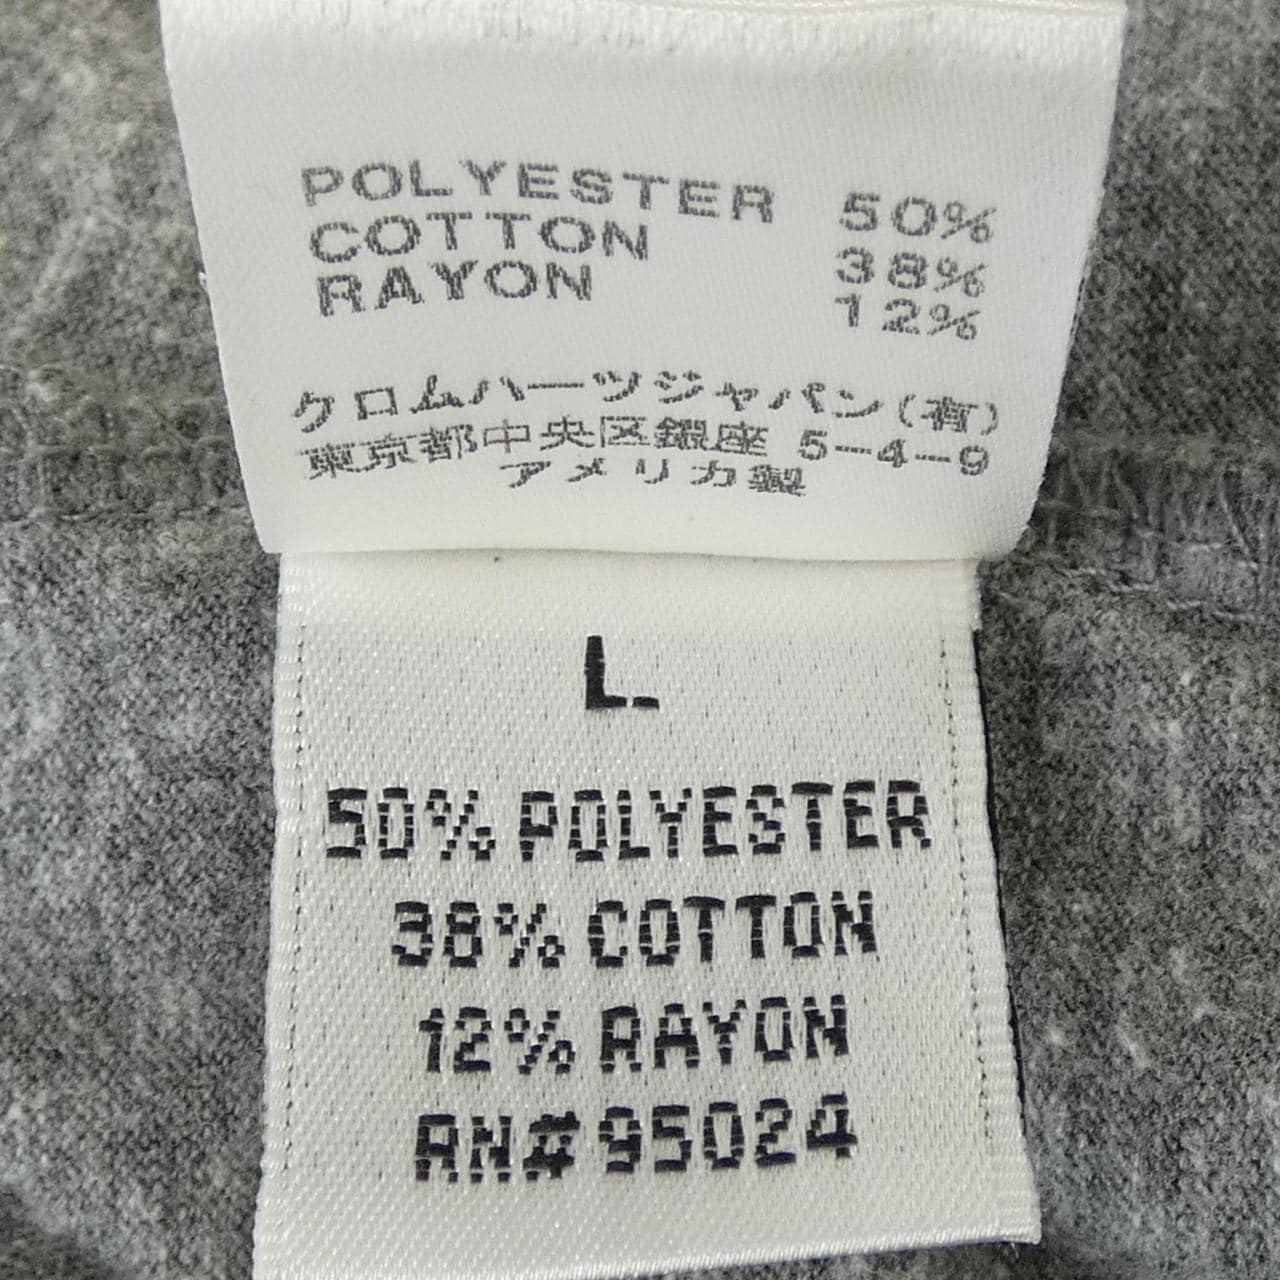 POLYESTER 50%
COTTON 38%
RAYON 12%
クロムハーツジャパン(有)
東京都中央区銀座 5-4-9
アメリカ製
L
50% POLYESTER
38% COTTON
12% RAYON
RN# 95024